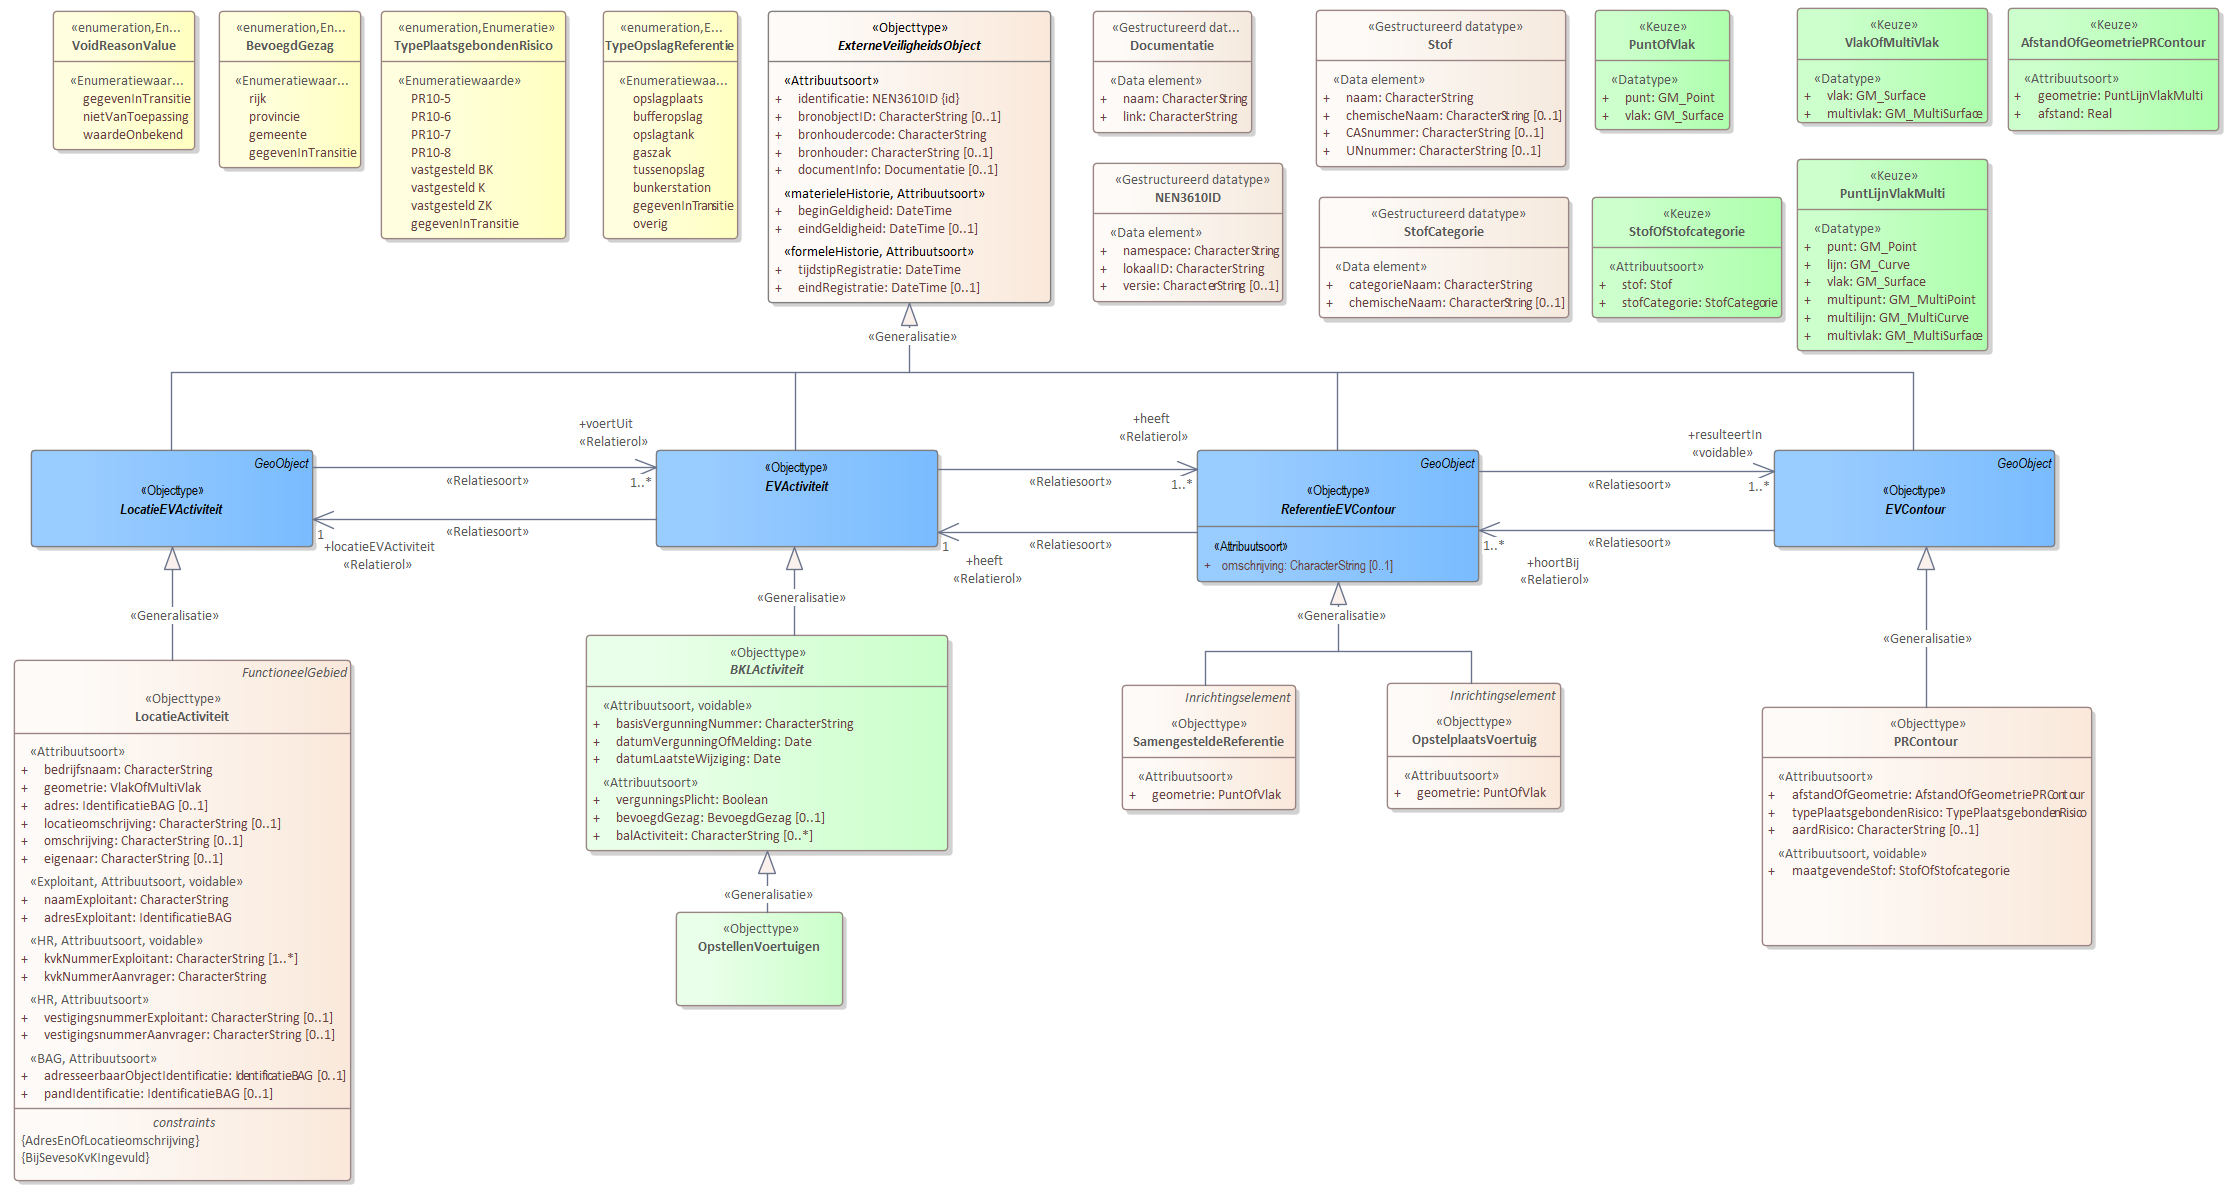 «enumeration,En...
VoidReasonValue
«Enumeratiewaar...
gegevenInTransitie
nietVanToepassing
waardeOnbekend
«enumeration,En...
BevoegdGezag
«Enumeratiewaar...
rijk
provincie
gemeente
gegevenInTransitie
«enumeration,Enumeratie»
TypePlaatsgebondenRisico
«Enumeratiewaarde»
PR10-5
PR10-6
PR10-7
PR10-8
vastgesteld BK
vastgesteld K
vastgesteld ZK
gegevenInTransitie
«enumeration,E...
TypeOpslagReferentie
«Enumeratiewaa...
opslagplaats
bufferopslag
opslagtank
gaszak
tussenopslag
bunkerstation
gegevenInTransitie
overig
«Objecttype»
ExterneVeiligheidsObject
«Attribuutsoort»
+ identificatie: NEN3610ID {id}
+ bronobjectID: CharacterString [0..1]
+ bronhoudercode: CharacterString
+ bronhouder: CharacterString [0..1]
+ documentInfo: Documentatie [0..1]
«materieleHistorie, Attribuutsoort»
+ beginGeldigheid: DateTime
+ eindGeldigheid: DateTime [0..1]
«formeleHistorie, Attribuutsoort»
+ tijdstipRegistratie: DateTime
+ eindRegistratie: DateTime [0..1]
«Gestructureerd dat...
Documentatie
«Data element»
+ naam: CharacterString
+ link: CharacterString
«Gestructureerd datatype»
NEN3610ID
«Data element»
+ namespace: CharacterString
+ lokaalID: CharacterString
+ versie: CharacterString [0..1]
«Gestructureerd datatype»
Stof
«Data element»
+ naam: CharacterString
+ chemischeNaam: CharacterString [0..1]
+ CASnummer: CharacterString [0..1]
+ UNnummer: CharacterString [0..1]
«Gestructureerd datatype»
StofCategorie
«Data element»
+ categorieNaam: CharacterString
+ chemischeNaam: CharacterString [0..1]
«Keuze»
PuntOfVlak
«Datatype»
+ punt: GM_Point
+ vlak: GM_Surface
«Keuze»
StofOfStofcategorie
«Attribuutsoort»
+ stof: Stof
+ stofCategorie: StofCategorie
«Keuze»
VlakOfMultiVlak
«Datatype»
+ vlak: GM_Surface
+ multivlak: GM_MultiSurface
«Keuze»
PuntLijnVlakMulti
«Datatype»
+ punt: GM_Point
+ lijn: GM_Curve
+ vlak: GM_Surface
+ multipunt: GM_MultiPoint
+ multilijn: GM_MultiCurve
+ multivlak: GM_MultiSurface
«Keuze»
AfstandOfGeometriePRContour
«Attribuutsoort»
+ geometrie: PuntLijnVlakMulti
+ afstand: Real
«Generalisatie»
GeoObject
«Objecttype»
LocatieEVActiviteit
+voertUit
«Relatierol»
«Relatiesoort»
1..*
«Relatiesoort»
1
+locatieEVActiviteit
«Relatierol»
«Objecttype»
EVActiviteit
+heeft
«Relatierol»
«Relatiesoort»
1..*
«Relatiesoort»
1
+heeft
«Relatierol»
GeoObject
«Objecttype»
ReferentieEVContour
«Attribuutsoort»
+ omschrijving: CharacterString [0..1]
+resulteertIn
«voidable»
«Relatiesoort»
1..*
«Relatiesoort»
1..*
+hoortBij
«Relatierol»
GeoObject
«Objecttype»
EVContour
«Generalisatie»
«Generalisatie»
«Generalisatie»
«Generalisatie»
FunctioneelGebied
«Objecttype»
LocatieActiviteit
«Attribuutsoort»
+ bedrijfsnaam: CharacterString
+ geometrie: VlakOfMultiVlak
+ adres: IdentificatieBAG [0..1]
+ locatieomschrijving: CharacterString [0..1]
+ omschrijving: CharacterString [0..1]
+ eigenaar: CharacterString [0..1]
«Exploitant, Attribuutsoort, voidable»
+ naamExploitant: CharacterString
+ adresExploitant: IdentificatieBAG
«HR, Attribuutsoort, voidable»
+ kvkNummerExploitant: CharacterString [1..*]
+ kvkNummerAanvrager: CharacterString
«HR, Attribuutsoort»
+ vestigingsnummerExploitant: CharacterString [0..1]
+ vestigingsnummerAanvrager: CharacterString [0..1]
«BAG, Attribuutsoort»
+ adresseerbaarObjectIdentificatie: IdentificatieBAG [0..1]
+ pandIdentificatie: IdentificatieBAG [0..1]
constraints
{AdresEnOfLocatieomschrijving}
{BijSevesoKvKIngevuld}
«Objecttype»
BKLActiviteit
«Attribuutsoort, voidable»
+ basisVergunningNummer: CharacterString
+ datumVergunningOfMelding: Date
+ datumLaatsteWijziging: Date
«Attribuutsoort»
+ vergunningsPlicht: Boolean
+ bevoegdGezag: BevoegdGezag [0..1]
+ balActiviteit: CharacterString [0..*]
«Generalisatie»
«Objecttype»
OpstellenVoertuigen
Inrichtingselement
«Objecttype»
SamengesteldeReferentie
«Attribuutsoort»
+ geometrie: PuntOfVlak
Inrichtingselement
«Objecttype»
OpstelplaatsVoertuig
«Attribuutsoort»
+ geometrie: PuntOfVlak
«Objecttype»
PRContour
«Attribuutsoort»
+ afstandOfGeometrie: AfstandOfGeometriePRContour
+ typePlaatsgebondenRisico: TypePlaatsgebondenRisico
+ aardRisico: CharacterString [0..1]
«Attribuutsoort, voidable»
+ maatgevendeStof: StofOfStofcategorie